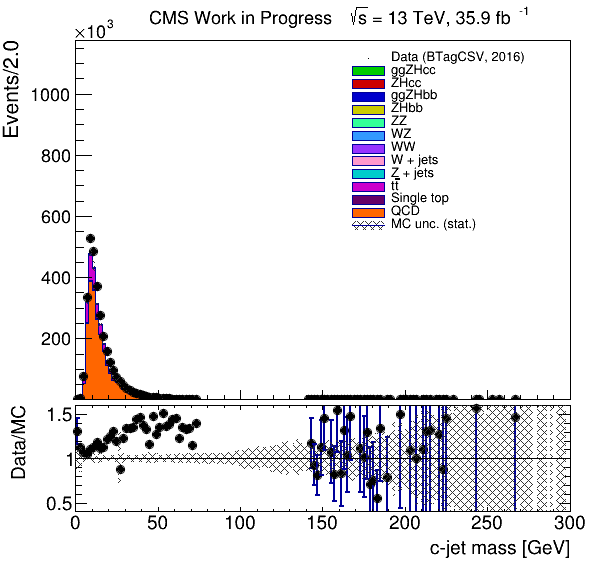 CMS Work in Progress √s = 13 TeV, 35.9 fb⁻¹
×10³
Events/2.0
1000
800
600
400
200
Data (BTagCSV, 2016)
ggZHcc
ZHcc
ggZHbb
ZHbb
ZZ
WZ
WW
W + jets
Z + jets
tt̅
Single top
QCD
MC unc. (stat.)
Data/MC
1.5
1
0.5
0 50 100 150 200 250 300
c-jet mass [GeV]